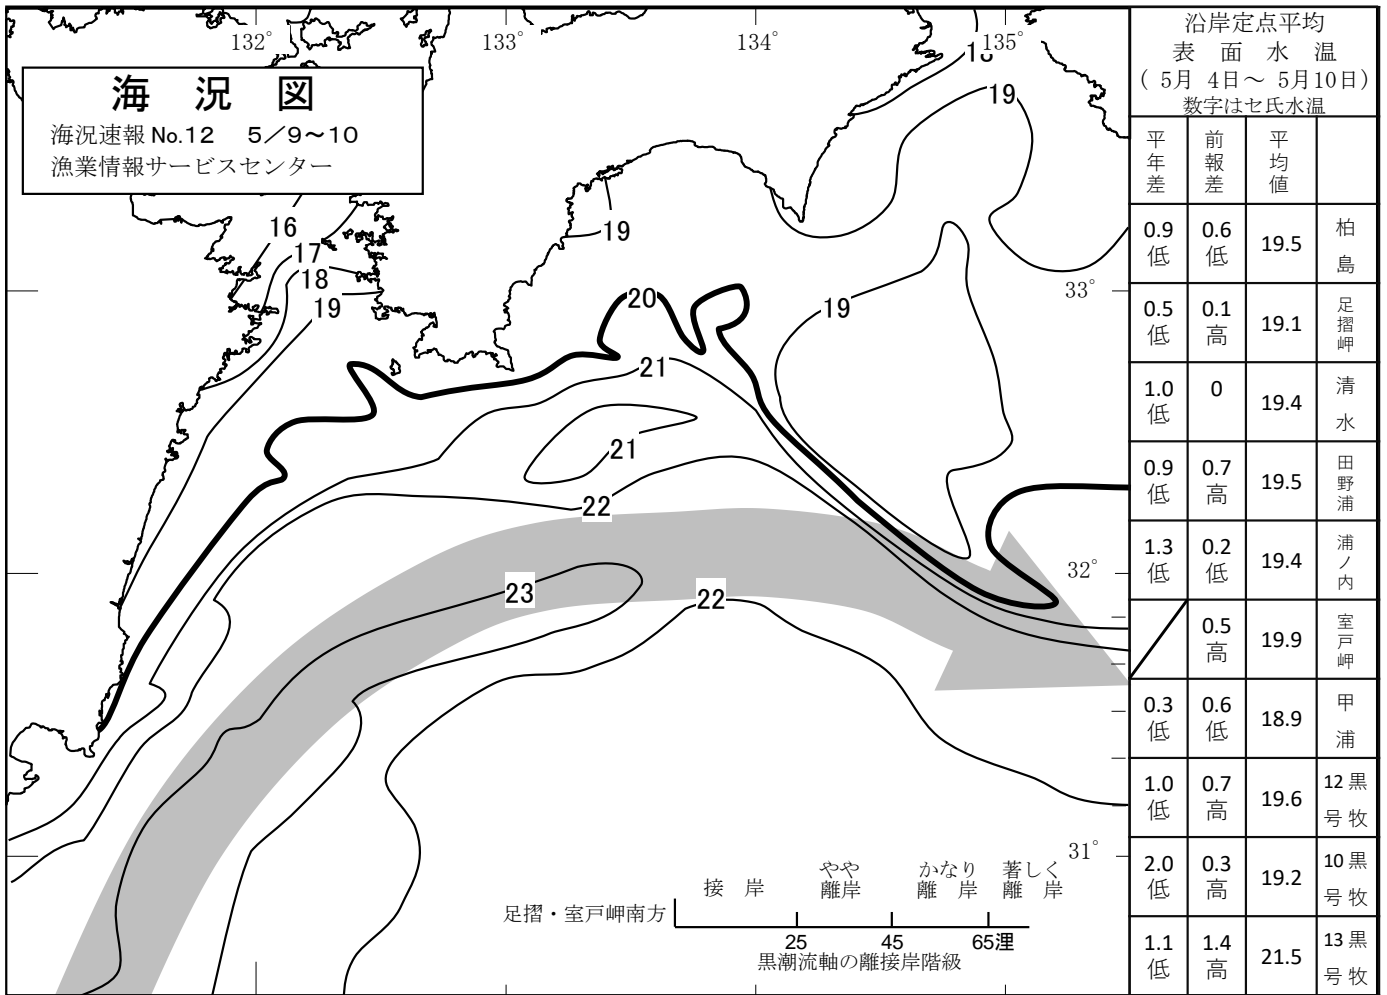 海 況 図
海況速報 No.12 5/9～10
漁業情報サービスセンター
132°
133°
134°
135°
18
19
16
17
18
19
19
20
19
33°
21
21
22
23
22
32°
31°
接 岸
やや
離岸
かなり
離 岸
著しく
離 岸
足摺・室戸岬南方
25
45
65浬
黒潮流軸の離接岸階級
沿岸定点平均
表 面 水 温
( 5月 4日～ 5月10日)
数字はセ氏水温
平年差 前報差 平均値
0.9低 0.6低 19.5 柏島
0.5低 0.1高 19.1 足摺岬
1.0低 0 19.4 清水
0.9低 0.7高 19.5 田野浦
1.3低 0.2低 19.4 浦ノ内
0.5高 19.9 室戸岬
0.3低 0.6低 18.9 甲浦
1.0低 0.7高 19.6 12黒号牧
2.0低 0.3高 19.2 10黒号牧
1.1低 1.4高 21.5 13黒号牧